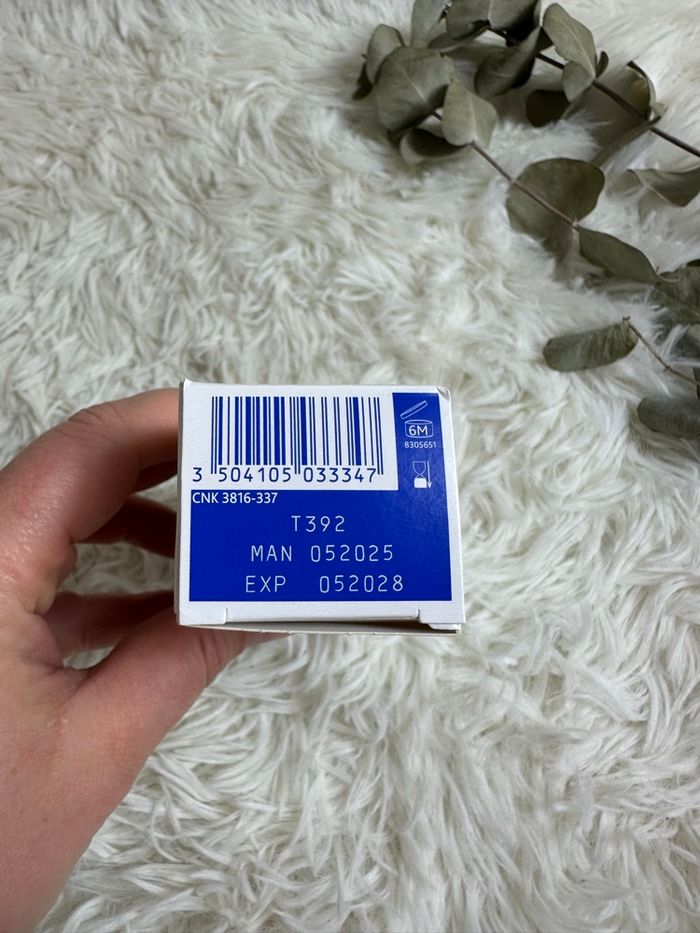 6M
8305651
3 504105 033347
CNK 3816-337
T392
MAN 052025
EXP 052028